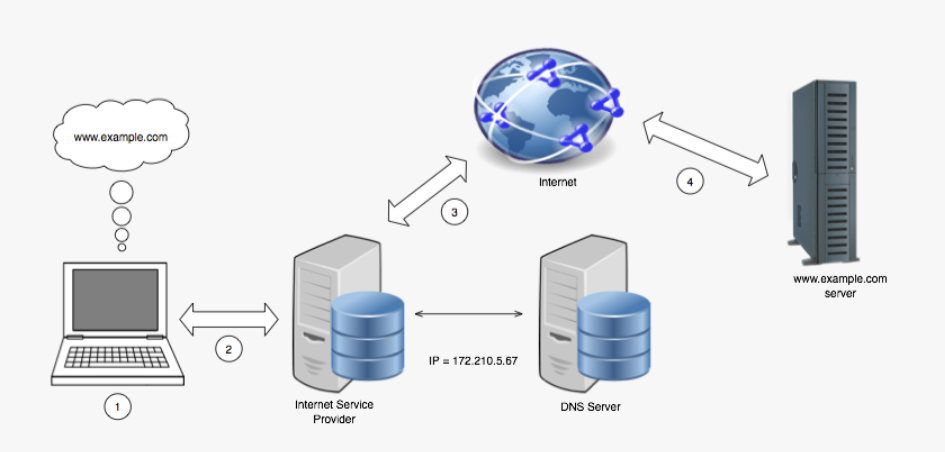 www.example.com
1
2
Internet Service
Provider
IP = 172.210.5.67
DNS Server
3
Internet
4
www.example.com
server